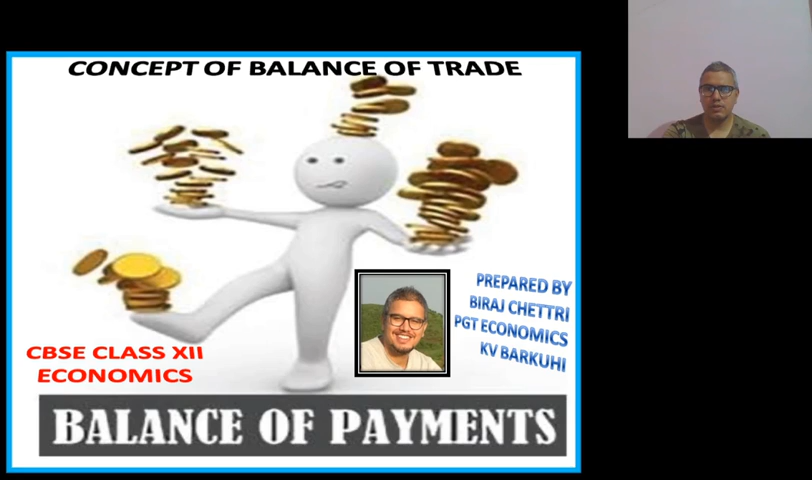 CONCEPT OF BALANCE OF TRADE
PREPARED BY
BIRAJ CHETTRI
PGT ECONOMICS
KV BARKUHI
CBSE CLASS XII
ECONOMICS
BALANCE OF PAYMENTS